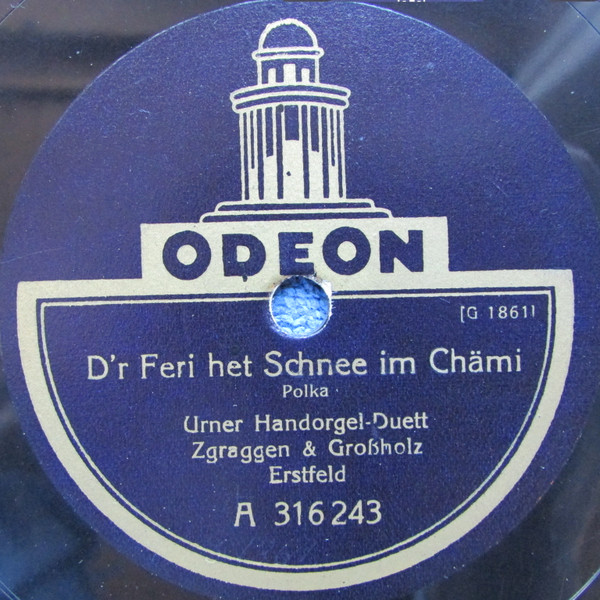 ODEON
[G 1861]
D'r Feri het Schnee im Chämi
Polka
Urner Handorgel-Duett
Zgraggen & Großholz
Erstfeld
A 316243